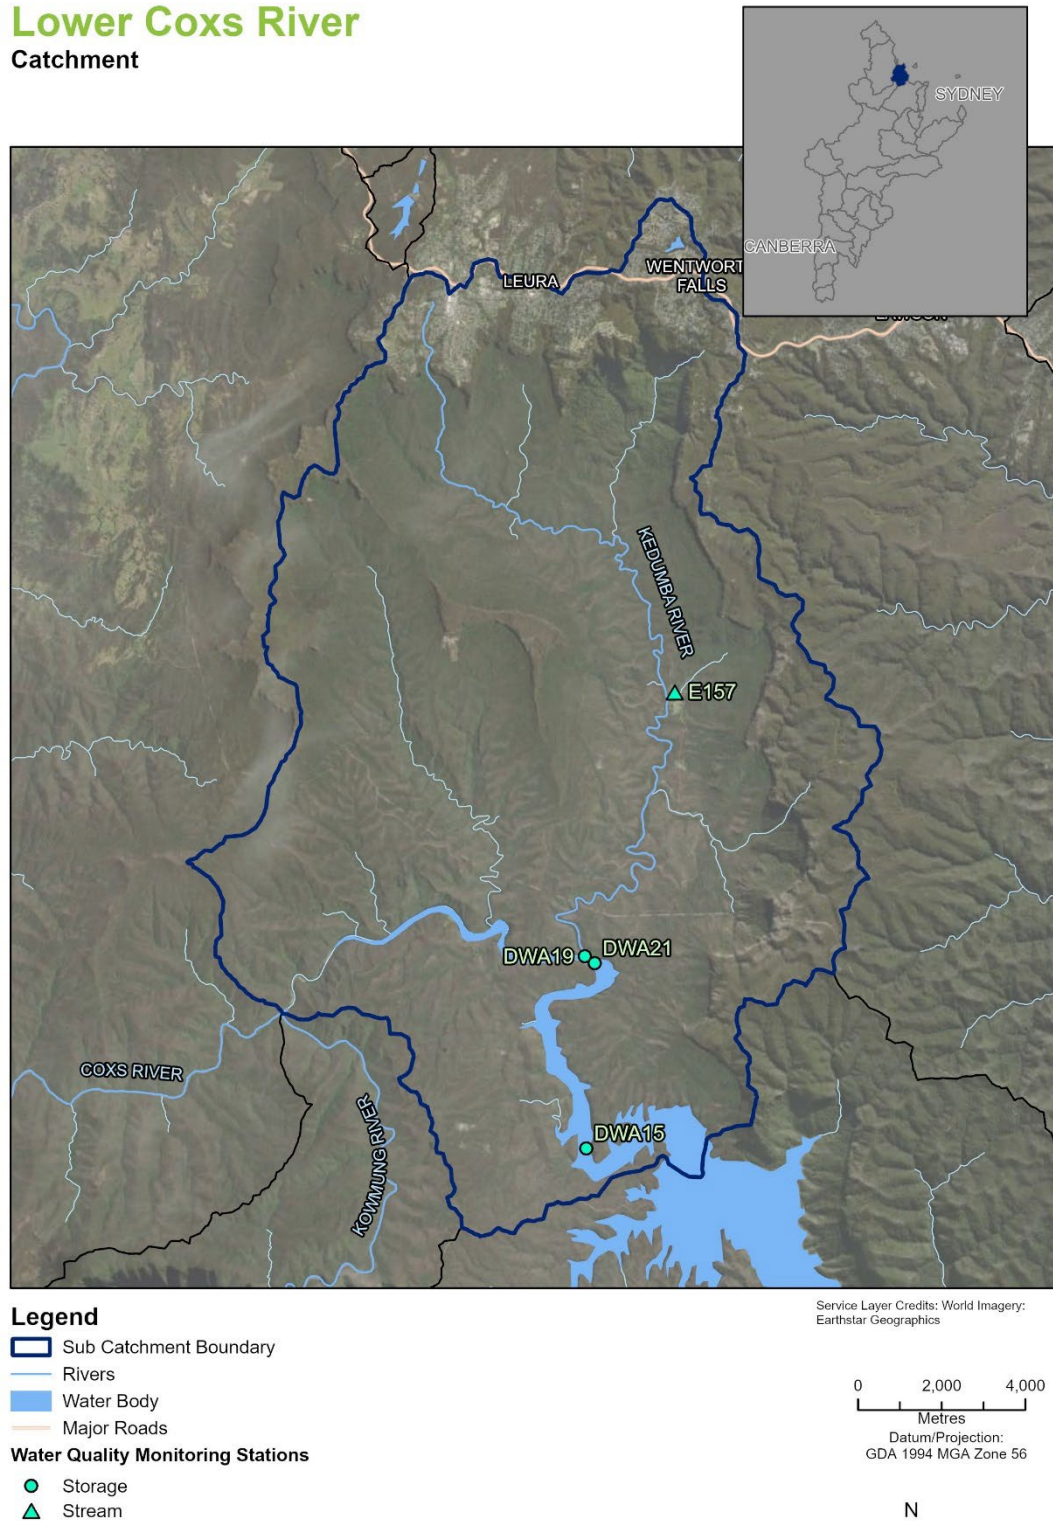 Lower Coxs River
Catchment
SYDNEY
CANBERRA
LEURA
WENTWORT
FALLS
KEDUMBA RIVER
E157
DWA19
DWA21
COXS RIVER
KOWMUNG RIVER
DWA15
Legend
Sub Catchment Boundary
Rivers
Water Body
Major Roads
Water Quality Monitoring Stations
Storage
Stream
Service Layer Credits: World Imagery:
Earthstar Geographics
0 2,000 4,000
Metres
Datum/Projection:
GDA 1994 MGA Zone 56
N